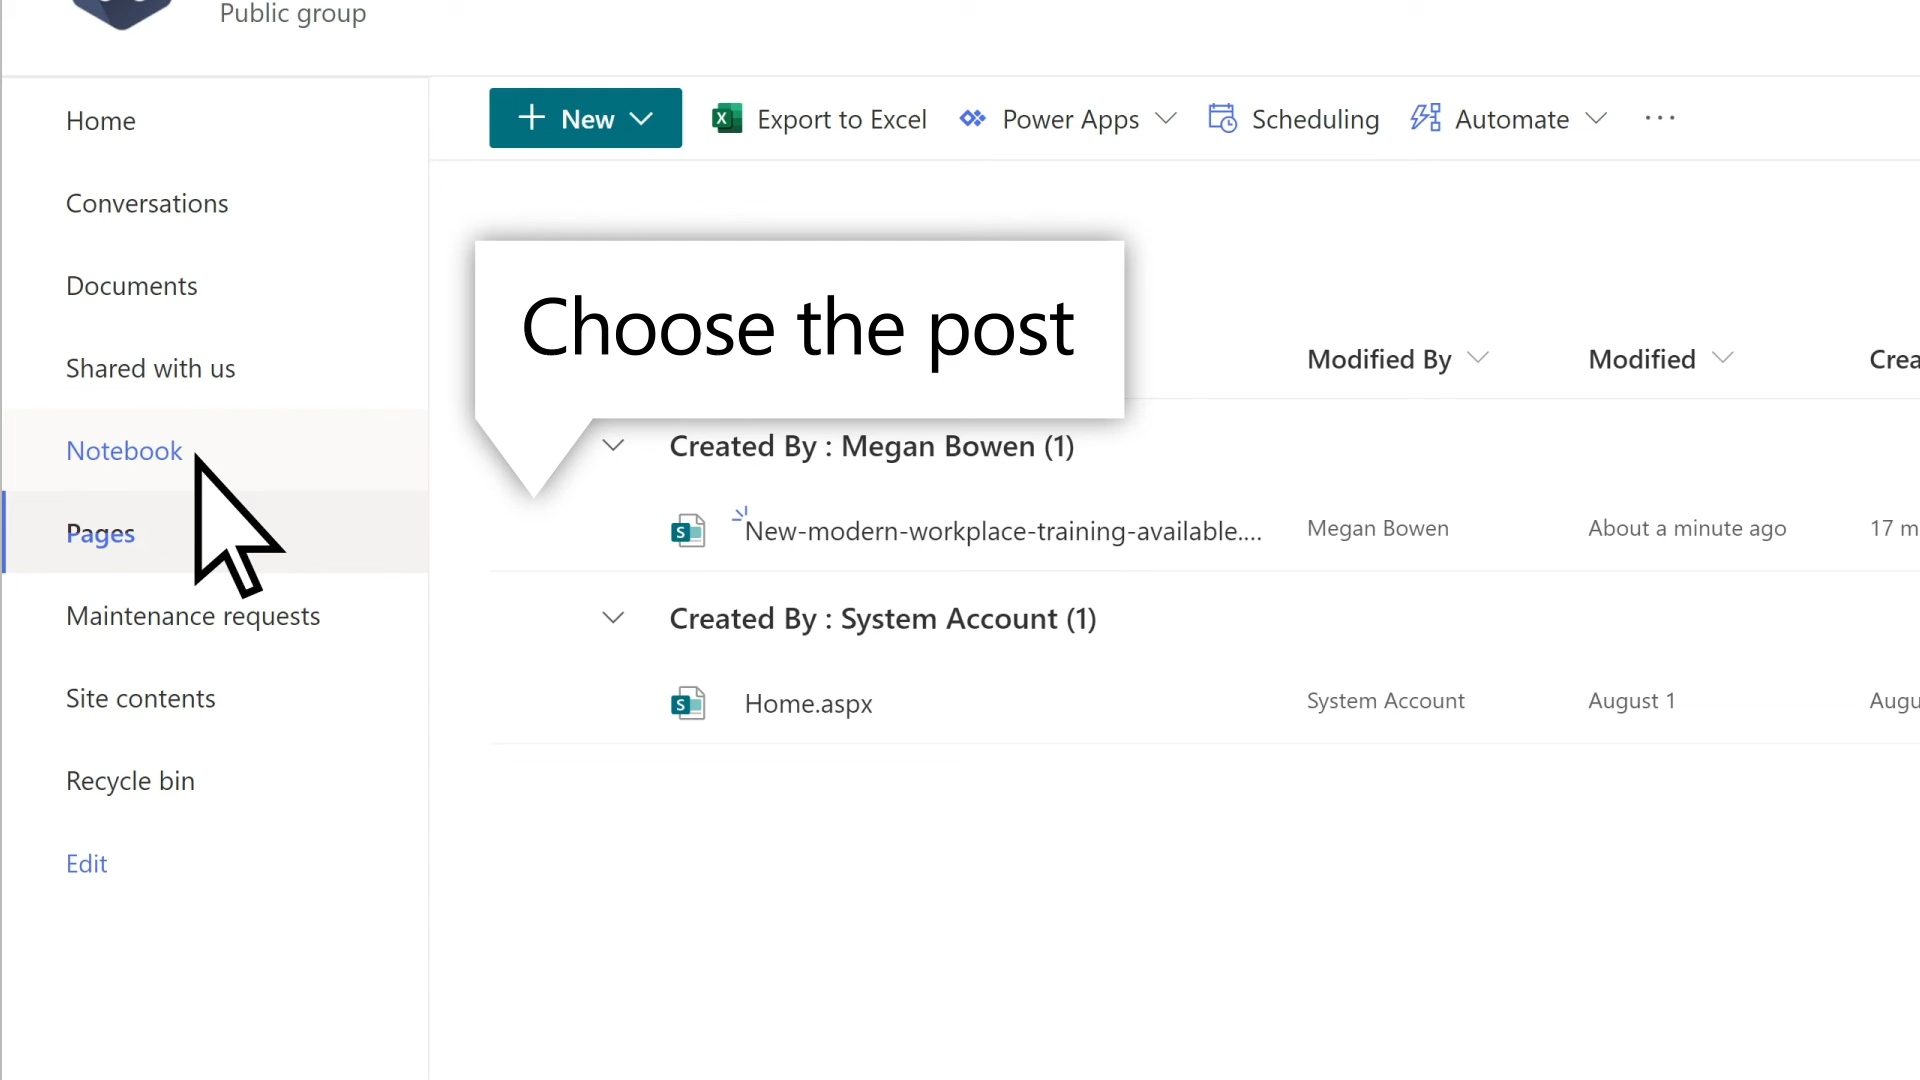 Public group
Home
Conversations
Documents
Shared with us
Notebook
Pages
Maintenance requests
Site contents
Recycle bin
Edit
New
Export to Excel
Power Apps
Scheduling
Automate
Choose the post
Modified By
Modified
Crea
Created By : Megan Bowen (1)
New-modern-workplace-training-available....
Megan Bowen
About a minute ago
17 m
Created By : System Account (1)
Home.aspx
System Account
August 1
Augu